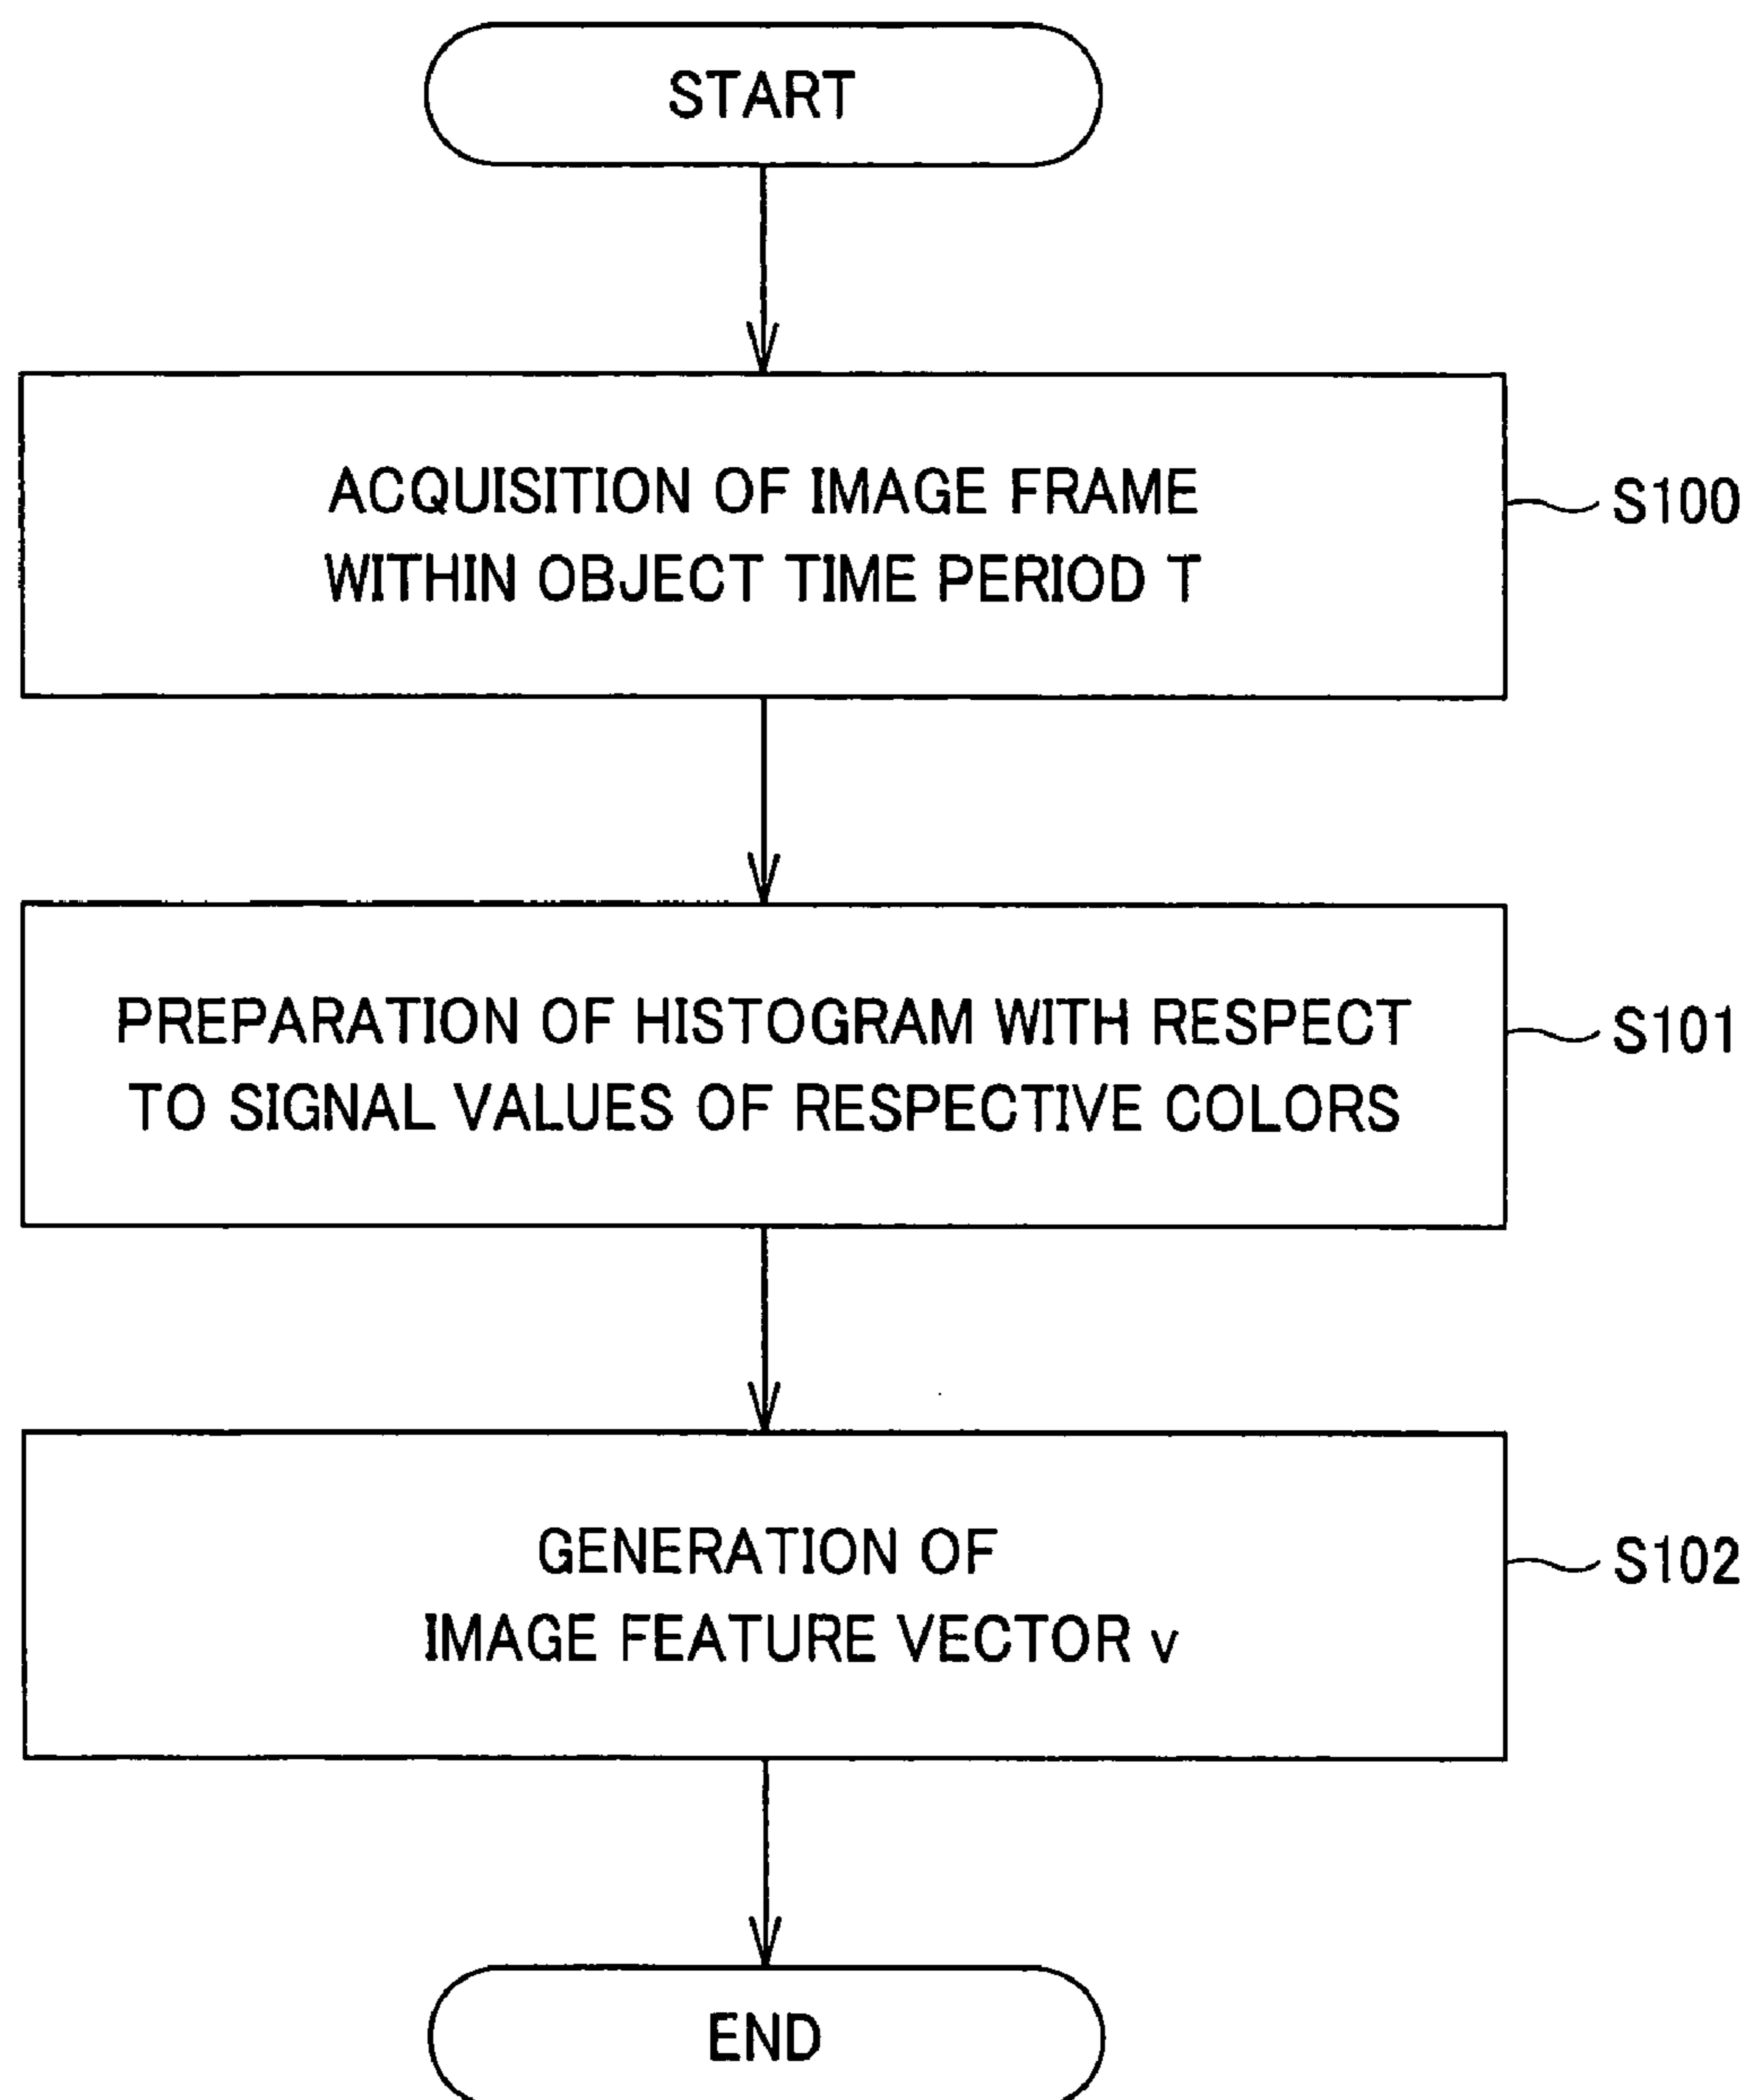 START
ACQUISITION OF IMAGE FRAME
WITHIN OBJECT TIME PERIOD T
S100
PREPARATION OF HISTOGRAM WITH RESPECT
TO SIGNAL VALUES OF RESPECTIVE COLORS
S101
GENERATION OF
IMAGE FEATURE VECTOR v
S102
END